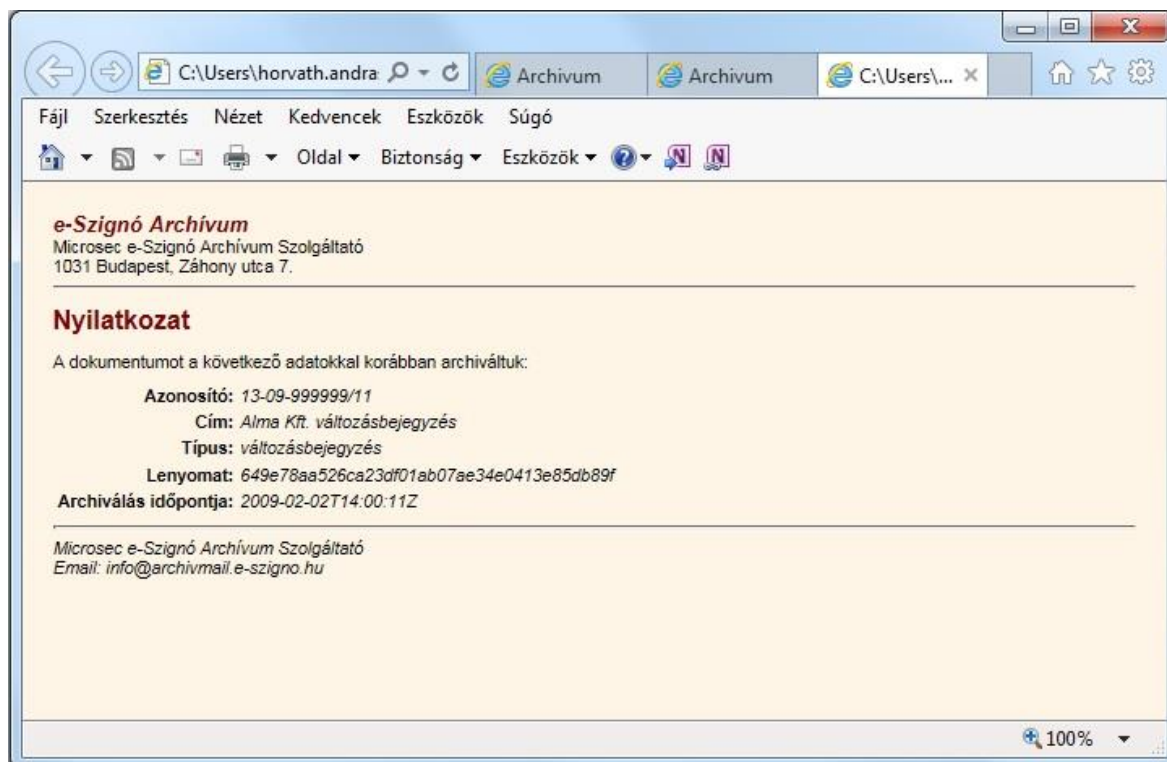 C:\Users\horvath.andra
Archivum
Archivum
C:\Users\...
Fájl Szerkesztés Nézet Kedvencek Eszközök Súgó
Oldal Biztonság Eszközök
e-Szignó Archívum
Microsec e-Szignó Archívum Szolgáltató
1031 Budapest, Záhony utca 7.
Nyilatkozat
A dokumentumot a következő adatokkal korábban archiváltuk:
Azonosító: 13-09-999999/11
Cím: Alma Kft. változásbejegyzés
Típus: változásbejegyzés
Lenyomat: 649e78aa526ca23df01ab07ae34e0413e85db89f
Archiválás időpontja: 2009-02-02T14:00:11Z
Microsec e-Szignó Archívum Szolgáltató
Email: info@archivmail.e-szigno.hu
100%